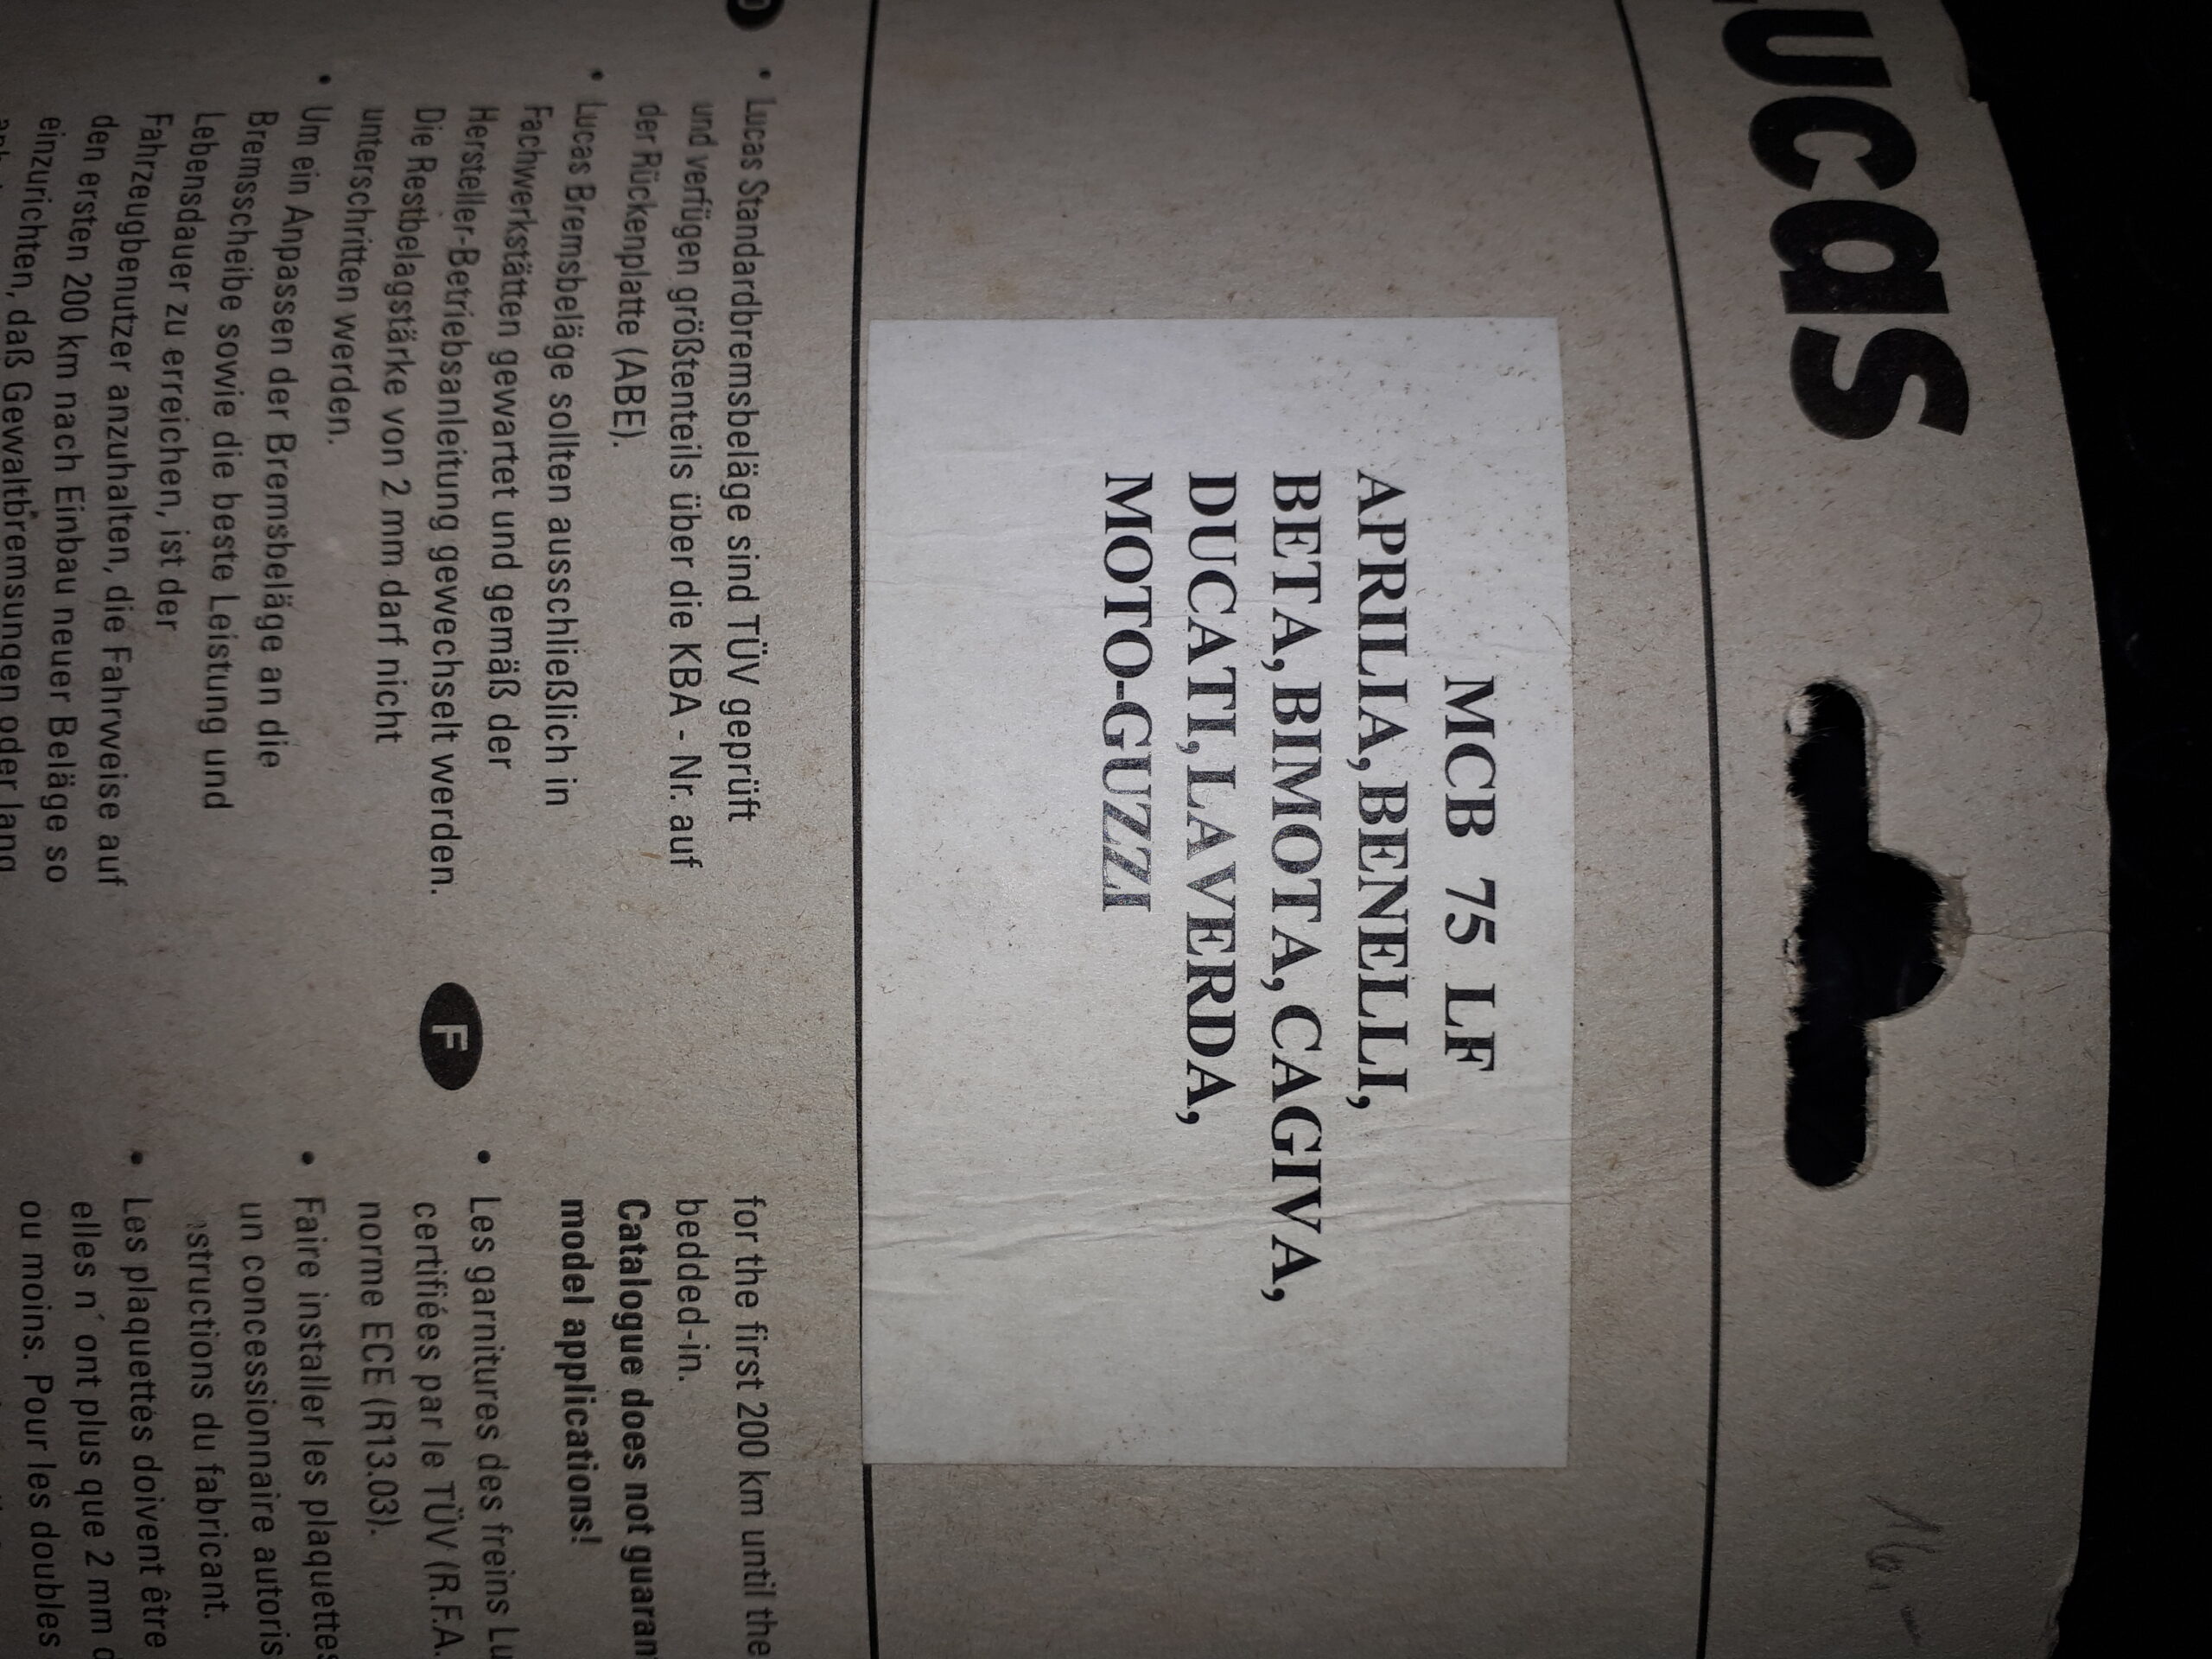 Lucas
MCB 75 LF
APRILIA, BENELLI,
BETA, BIMOTA, CAGIVA,
DUCATI, LAVERDA,
MOTO-GUZZI
• Lucas Standardbremsbeläge sind TÜV geprüft
und verfügen größtenteils über die KBA - Nr. auf
der Rückenplatte (ABE).
• Lucas Bremsbeläge sollten ausschließlich in
Fachwerkstätten gewartet und gemäß der
Hersteller-Betriebsanleitung gewechselt werden.
Die Restbelagstärke von 2 mm darf nicht
unterschritten werden.
• Um ein Anpassen der Bremsbeläge an die
Bremsscheibe sowie die beste Leistung und
Lebensdauer zu erreichen, ist der
Fahrzeugbenutzer anzuhalten, die Fahrweise auf
den ersten 200 km nach Einbau neuer Beläge so
einzurichten, daß Gewaltbremsungen oder lang
for the first 200 km until the
bedded-in.
Catalogue does not guaran
model applications!
F
• Les garnitures des freins Lu
certifiées par le TÜV (R.F.A.
norme ECE (R13.03).
• Faire installer les plaquettes
un concessionnaire autoris
structions du fabricant.
• Les plaquettes doivent être
elles n´ont plus que 2 mm d
ou moins. Pour les doubles